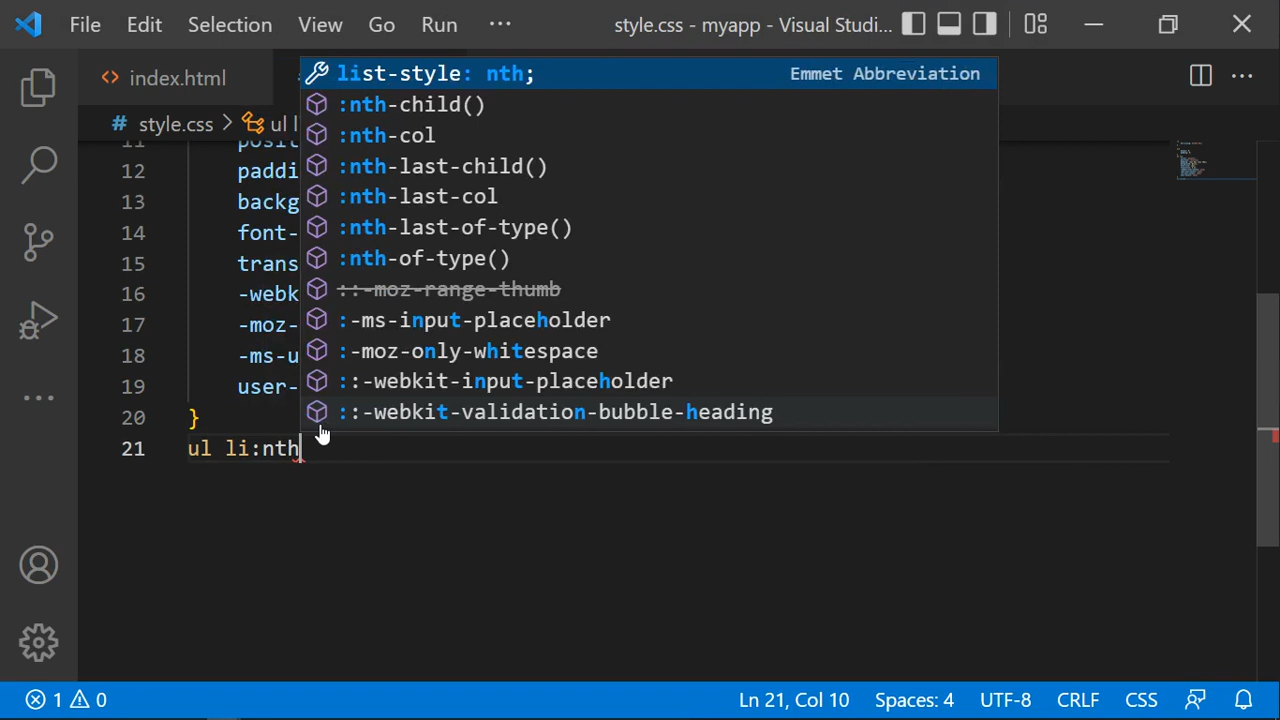 File Edit Selection View Go Run ··· style.css - myapp - Visual Studi...
<> index.html
# style.css > ul l
list-style: nth; Emmet Abbreviation
:nth-child()
:nth-col
:nth-last-child()
:nth-last-col
:nth-last-of-type()
:nth-of-type()
::-moz-range-thumb
:-ms-input-placeholder
:-moz-only-whitespace
::-webkit-input-placeholder
::-webkit-validation-bubble-heading
11 posit
12 paddi
13 backg
14 font-
15 trans
16 -webk
17 -moz-
18 -ms-u
19 user-
20 }
21 ul li:nth
1 0 Ln 21, Col 10 Spaces: 4 UTF-8 CRLF CSS